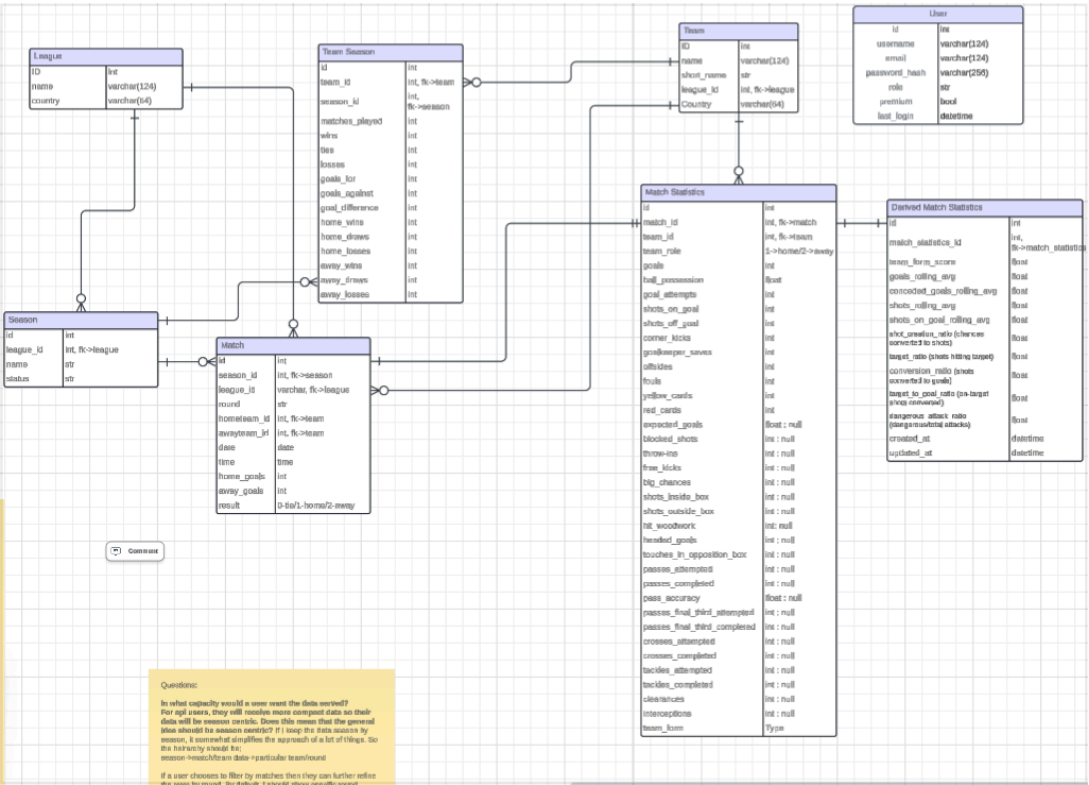 League
ID int
name varchar(124)
country varchar(64)
Team Season
id int
team_id int, fk->team
season_id int, fk->season
matches_played int
wins int
ties int
losses int
goals_for int
goals_against int
goal_difference int
home_wins int
home_draws int
home_losses int
away_wins int
away_draws int
away_losses int
Team
ID int
name varchar(124)
short_name str
league_id int, fk->league
Country varchar(64)
User
id int
username varchar(124)
email varchar(124)
password_hash varchar(256)
role str
premium bool
last_login datetime
Season
id int
league_id int, fk->league
name str
status str
Match
id int
season_id int, fk->season
league_id varchar, fk->league
round str
hometeam_id int, fk->team
awayteam_id int, fk->team
date date
time time
home_goals int
away_goals int
result 0-tie/1-home/2-away
Match Statistics
id int
match_id int, fk->match
team_id int, fk->team
team_role 1->home/2->away
goals int
ball_possession float
goal_attempts int
shots_on_goal int
shots_off_goal int
corner_kicks int
goalkeeper_saves int
offsides int
fouls int
yellow_cards int
red_cards int
expected_goals float : null
blocked_shots int : null
throw-ins int : null
free_kicks int : null
big_chances int : null
shots_inside_box int : null
shots_outside_box int : null
hit_woodwork int: null
headed_goals int : null
touches_in_opposition_box int : null
passes_attempted int : null
passes_completed int : null
pass_accuracy float : null
passes_final_third_attempted int : null
passes_final_third_completed int : null
crosses_attempted int : null
crosses_completed int : null
tackles_attempted int : null
tackles_completed int : null
clearances int : null
interceptions int : null
team_form Type
Derived Match Statistics
id int
match_statistics_id int, fk->match_statistics
team_form_score float
goals_rolling_avg float
conceded_goals_rolling_avg float
shots_rolling_avg float
shots_on_goal_rolling_avg float
shot_creation_ratio (chances converted to shots) float
target_ratio (shots hitting target) float
conversion_ratio (shots converted to goals) float
target_to_goal_ratio (on-target shots converted) float
dangerous_attack_ratio (dangerous/total attacks) float
created_at datetime
updated_at datetime
Comment
Questions:
In what capacity would a user want the data served?
For api users, they will receive more compact data so their
data will be season centric. Does this mean that the general
idea should be season centric? If I keep the data season by
season, it somewhat simplifies the approach of a lot of things. So
the heirarchy should be;
season->match/team data->particular team/round
If a user chooses to filter by matches then they can further refine